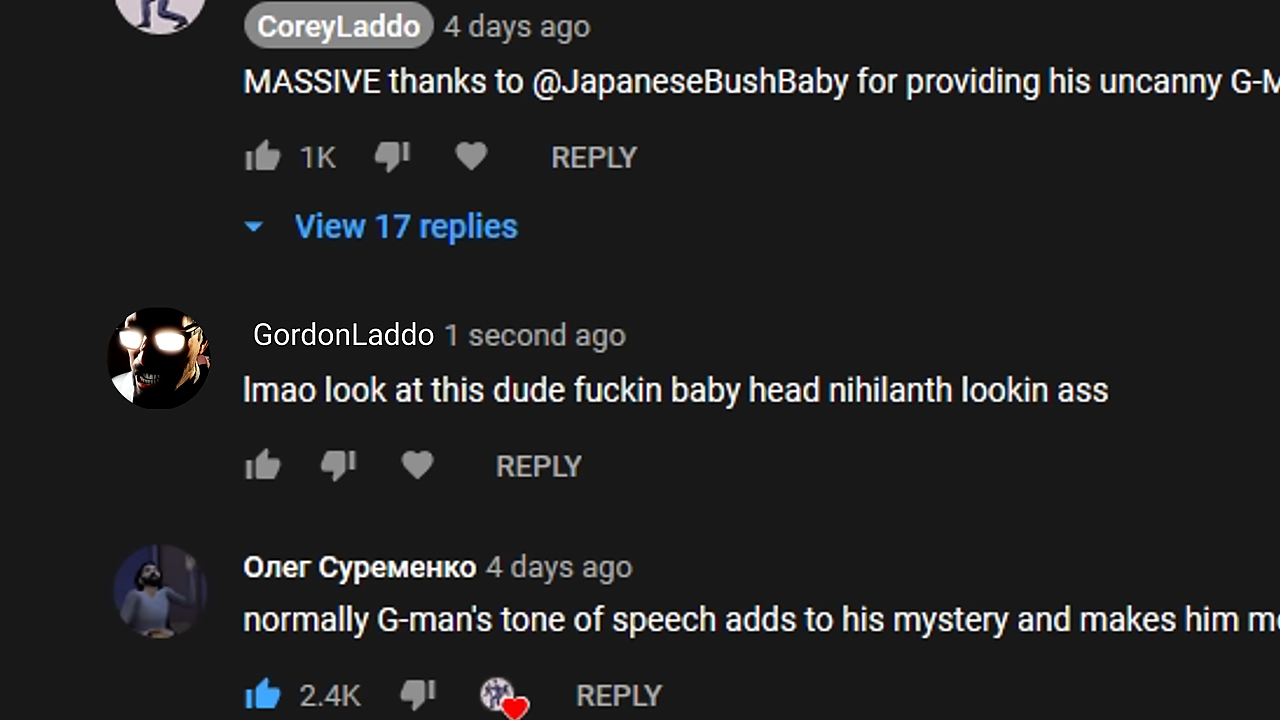 CoreyLaddo 4 days ago
MASSIVE thanks to @JapaneseBushBaby for providing his uncanny G-M
1K REPLY
View 17 replies
GordonLaddo 1 second ago
lmao look at this dude fuckin baby head nihilanth lookin ass
REPLY
Олег Суременко 4 days ago
normally G-man's tone of speech adds to his mystery and makes him
2.4K REPLY